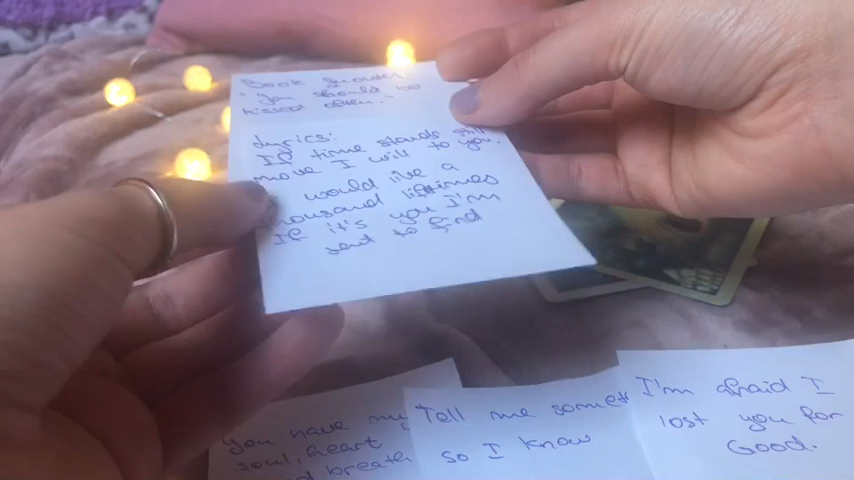 Book
"you should be
kissed often."
Lyrics:
If time stands still
move I will to you,
would live a
thousand lifetimes
If it's you I'm
sent to find
you have my
soul, heart
breath
Tell me somet
so I know
I'm afraid I
lost you for
Good.